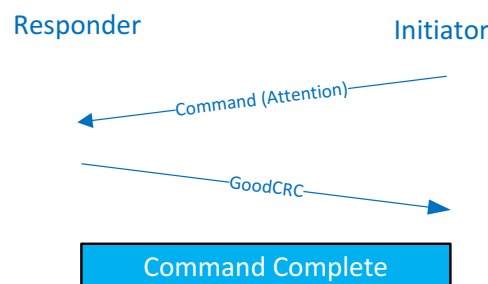 Responder
Initiator
Command (Attention)
GoodCRC
Command Complete